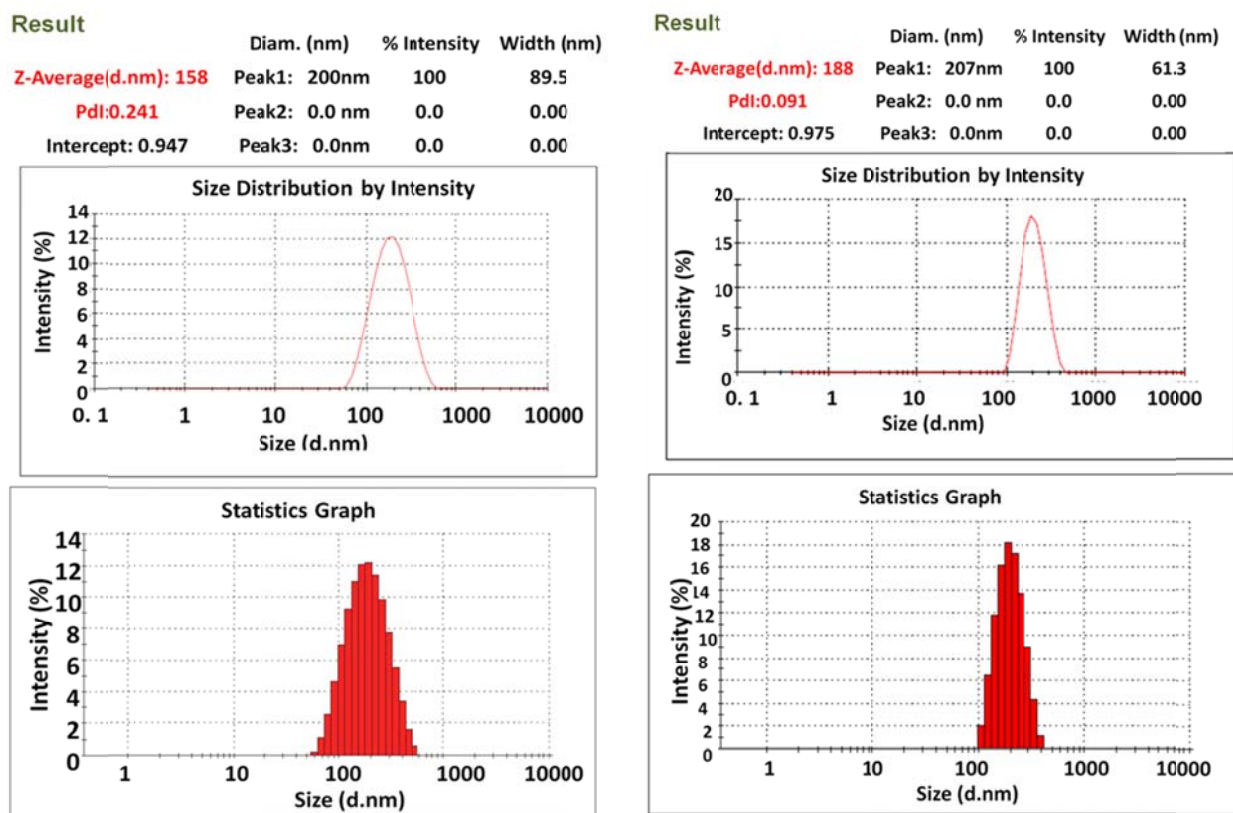 Result
Diam. (nm) % Intensity Width (nm)
Z-Average(d.nm): 158 Peak1: 200nm 100 89.5
PdI:0.241 Peak2: 0.0 nm 0.0 0.00
Intercept: 0.947 Peak3: 0.0nm 0.0 0.00
Size Distribution by Intensity
14
12
10
8
6
4
2
0
Intensity (%)
0. 1 1 10 100 1000 10000
Size (d.nm)
Statistics Graph
14
12
10
8
6
4
2
0
Intensity (%)
1 10 100 1000 10000
Size (d.nm)
Result
Diam. (nm) % Intensity Width (nm)
Z-Average(d.nm): 188 Peak1: 207nm 100 61.3
PdI:0.091 Peak2: 0.0 nm 0.0 0.00
Intercept: 0.975 Peak3: 0.0nm 0.0 0.00
Size Distribution by Intensity
20
15
10
5
0
Intensity (%)
0. 1 1 10 100 1000 10000
Size (d.nm)
Statistics Graph
20
18
16
14
12
10
8
6
4
2
0
Intensity (%)
1 10 100 1000 10000
Size (d.nm)